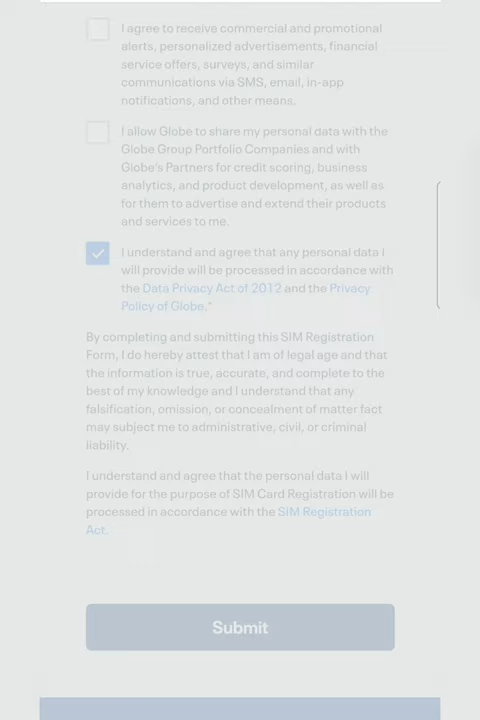 I agree to receive commercial and promotional
alerts, personalized advertisements, financial
service offers, surveys, and similar
communications via SMS, email, in-app
notifications, and other means.
I allow Globe to share my personal data with the
Globe Group Portfolio Companies and with
Globe's Partners for credit scoring, business
analytics, and product development, as well as
for them to advertise and extend their products
and services to me.
I understand and agree that any personal data I
will provide will be processed in accordance with
the Data Privacy Act of 2012 and the Privacy
Policy of Globe.*
By completing and submitting this SIM Registration
Form, I do hereby attest that I am of legal age and that
the information is true, accurate, and complete to the
best of my knowledge and I understand that any
falsification, omission, or concealment of matter fact
may subject me to administrative, civil, or criminal
liability.
I understand and agree that the personal data I will
provide for the purpose of SIM Card Registration will be
processed in accordance with the SIM Registration
Act.
Submit